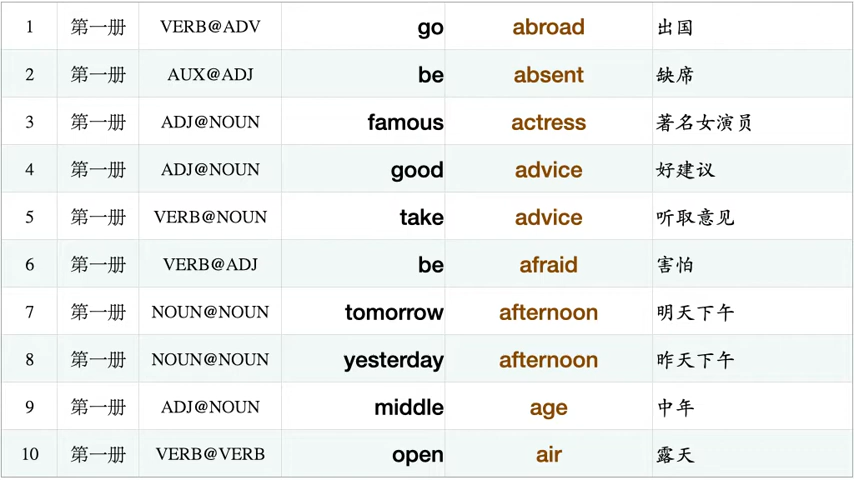 1 第一册 VERB@ADV go abroad 出国
2 第一册 AUX@ADJ be absent 缺席
3 第一册 ADJ@NOUN famous actress 著名女演员
4 第一册 ADJ@NOUN good advice 好建议
5 第一册 VERB@NOUN take advice 听取意见
6 第一册 VERB@ADJ be afraid 害怕
7 第一册 NOUN@NOUN tomorrow afternoon 明天下午
8 第一册 NOUN@NOUN yesterday afternoon 昨天下午
9 第一册 ADJ@NOUN middle age 中年
10 第一册 VERB@VERB open air 露天